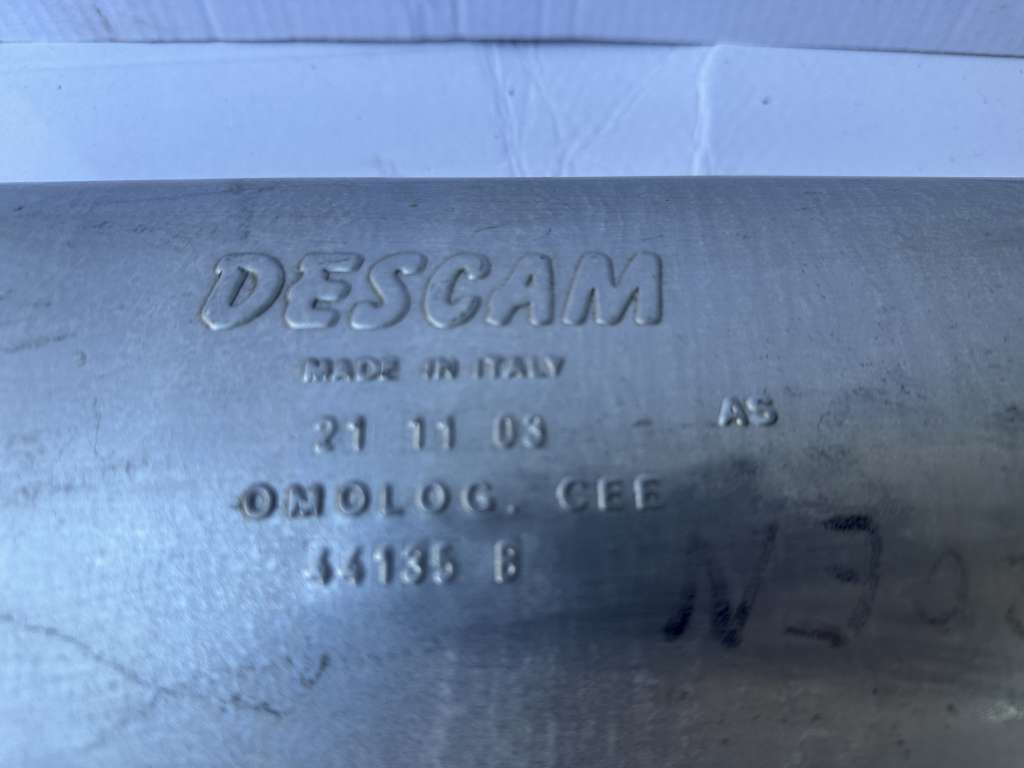 DESCAM
MADE IN ITALY
21 11 03
AS
OMOLOG. CEE
44135 B